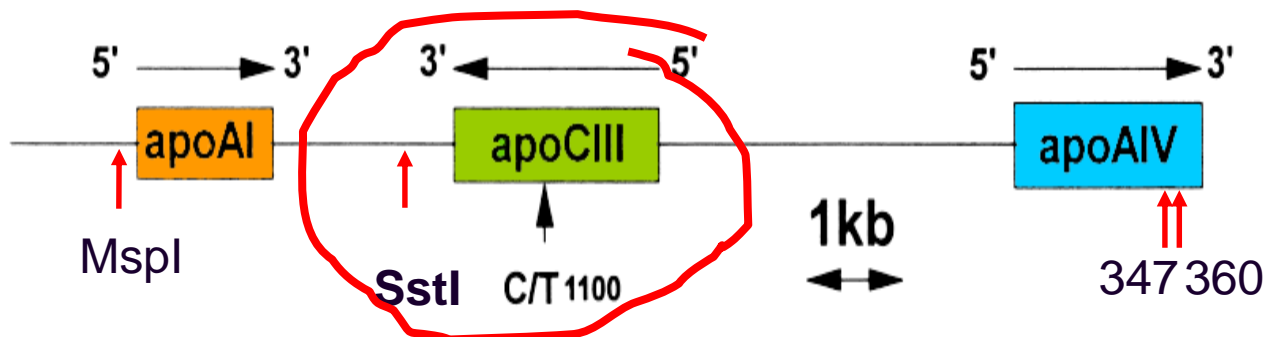 5' 3' 3' 5' 5' 3'
apoAI apoCIII apoAIV
1kb
MspI SstI C/T 1100 347 360